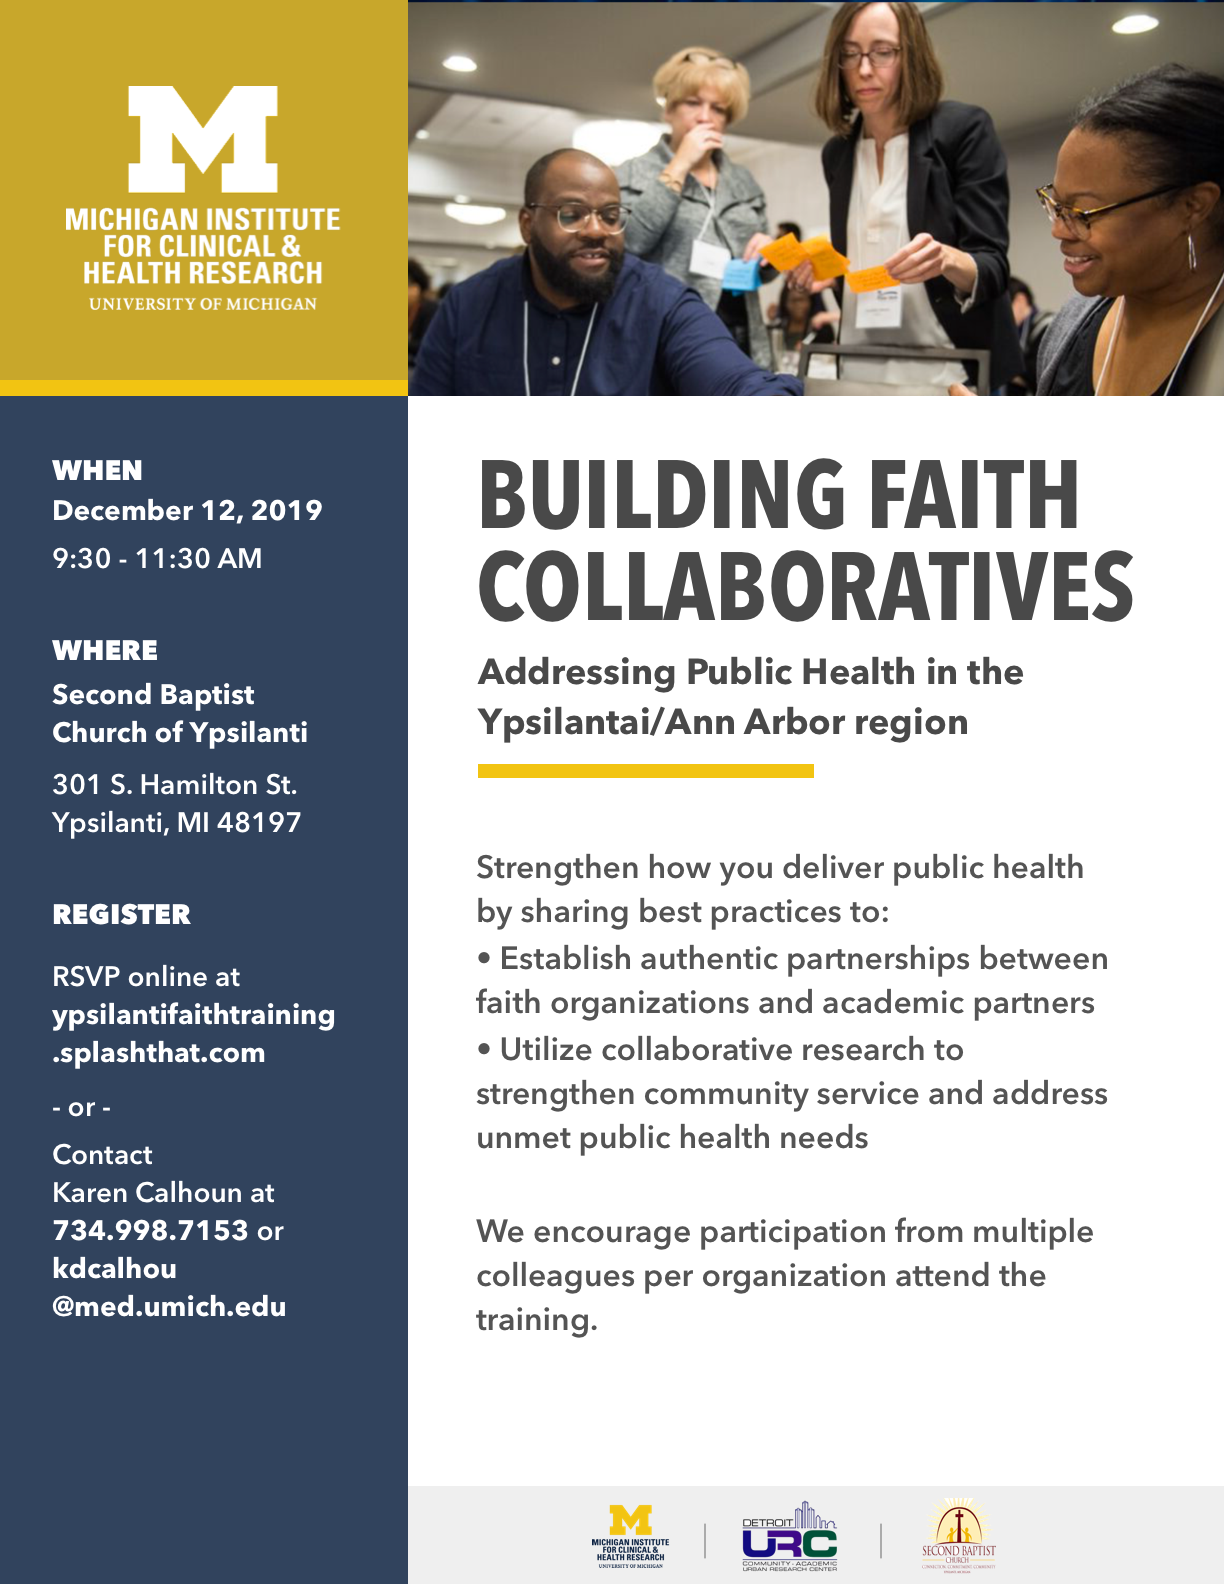 MICHIGAN INSTITUTE
FOR CLINICAL &
HEALTH RESEARCH
UNIVERSITY OF MICHIGAN
WHEN
December 12, 2019
9:30 - 11:30 AM
WHERE
Second Baptist
Church of Ypsilanti
301 S. Hamilton St.
Ypsilanti, MI 48197
REGISTER
RSVP online at
ypsilantifaithtraining
.splashthat.com
- or -
Contact
Karen Calhoun at
734.998.7153 or
kdcalhou
@med.umich.edu
BUILDING FAITH
COLLABORATIVES
Addressing Public Health in the
Ypsilantai/Ann Arbor region
Strengthen how you deliver public health
by sharing best practices to:
• Establish authentic partnerships between
faith organizations and academic partners
• Utilize collaborative research to
strengthen community service and address
unmet public health needs
We encourage participation from multiple
colleagues per organization attend the
training.
MICHIGAN INSTITUTE
FOR CLINICAL &
HEALTH RESEARCH
UNIVERSITY OF MICHIGAN
DETROIT
URC
COMMUNITY - ACADEMIC
URBAN RESEARCH CENTER
SECOND BAPTIST
CHURCH